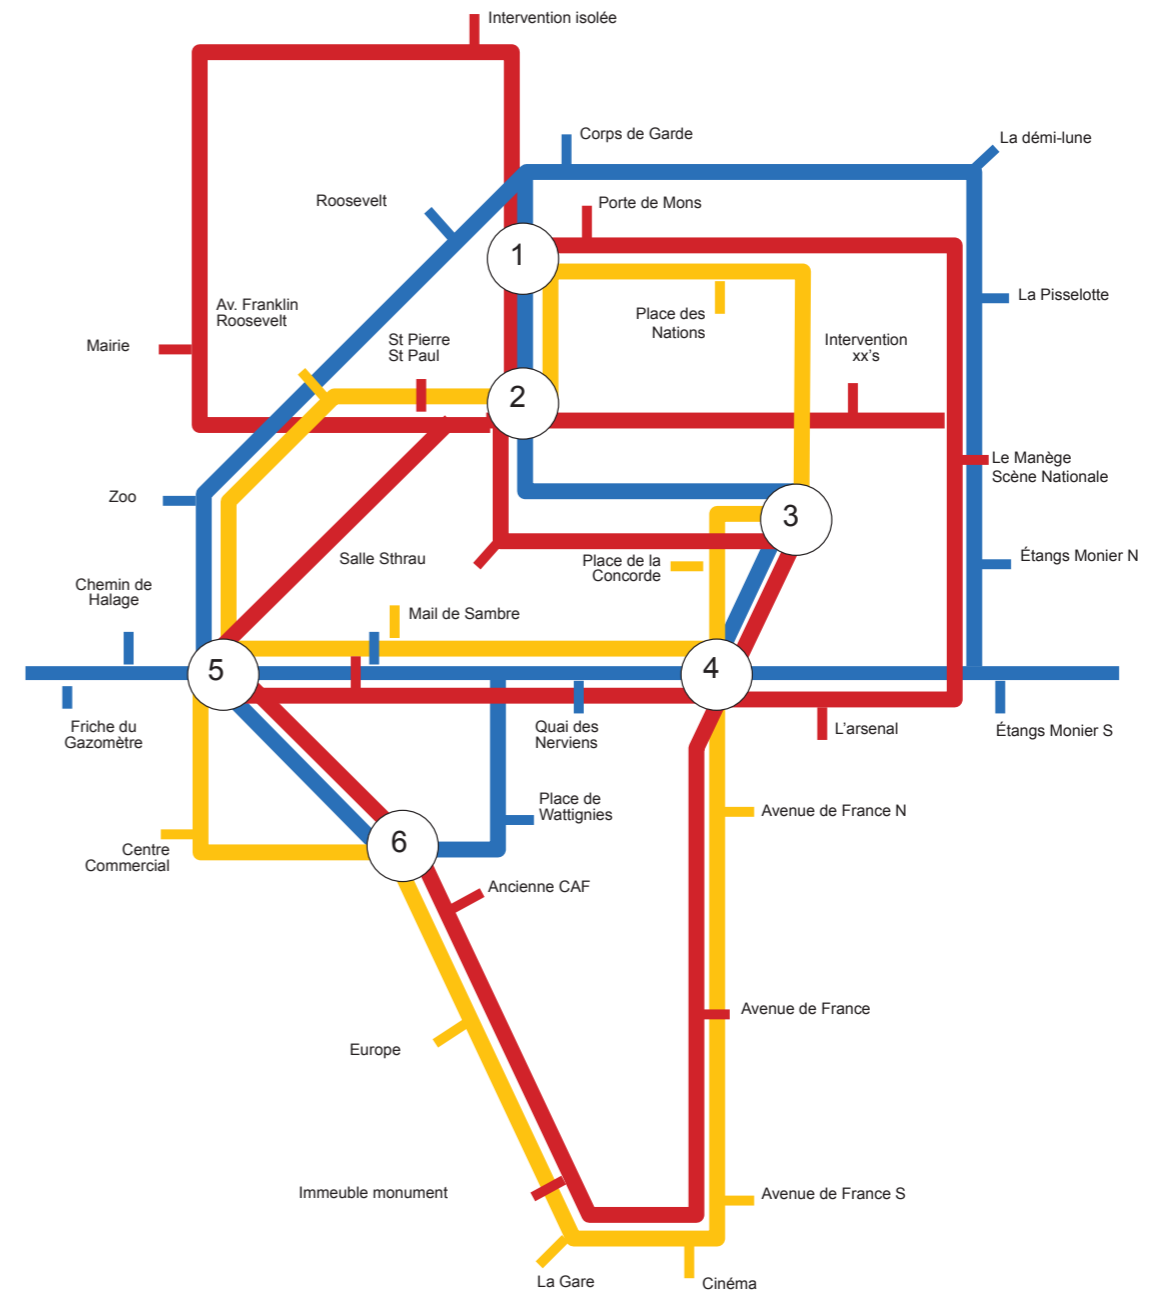 Intervention isolée
Corps de Garde
La démi-lune
Roosevelt
Porte de Mons
1
La Pisselotte
Av. Franklin
Roosevelt
Place des
Nations
Mairie
St Pierre
St Paul
Intervention
xx's
2
Le Manège
Scène Nationale
Zoo
3
Salle Sthrau
Place de la
Concorde
Étangs Monier N
Chemin de
Halage
Mail de Sambre
5
4
Friche du
Gazomètre
Quai des
Nerviens
L'arsenal
Étangs Monier S
Place de
Wattignies
Avenue de France N
6
Centre
Commercial
Ancienne CAF
Avenue de France
Europe
Immeuble monument
Avenue de France S
La Gare
Cinéma